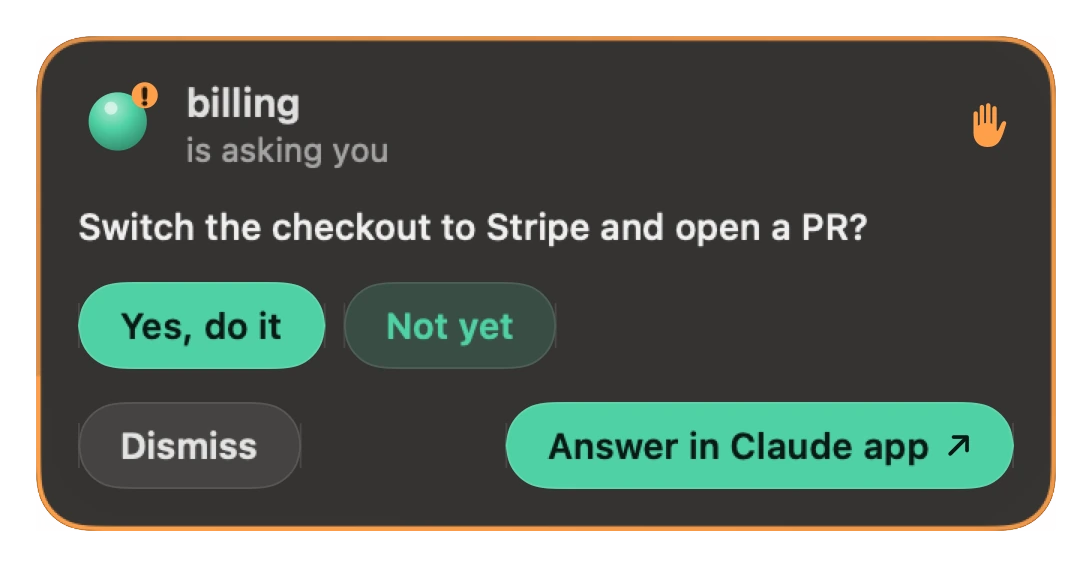 billing
is asking you
Switch the checkout to Stripe and open a PR?
Yes, do it
Not yet
Dismiss
Answer in Claude app ↗